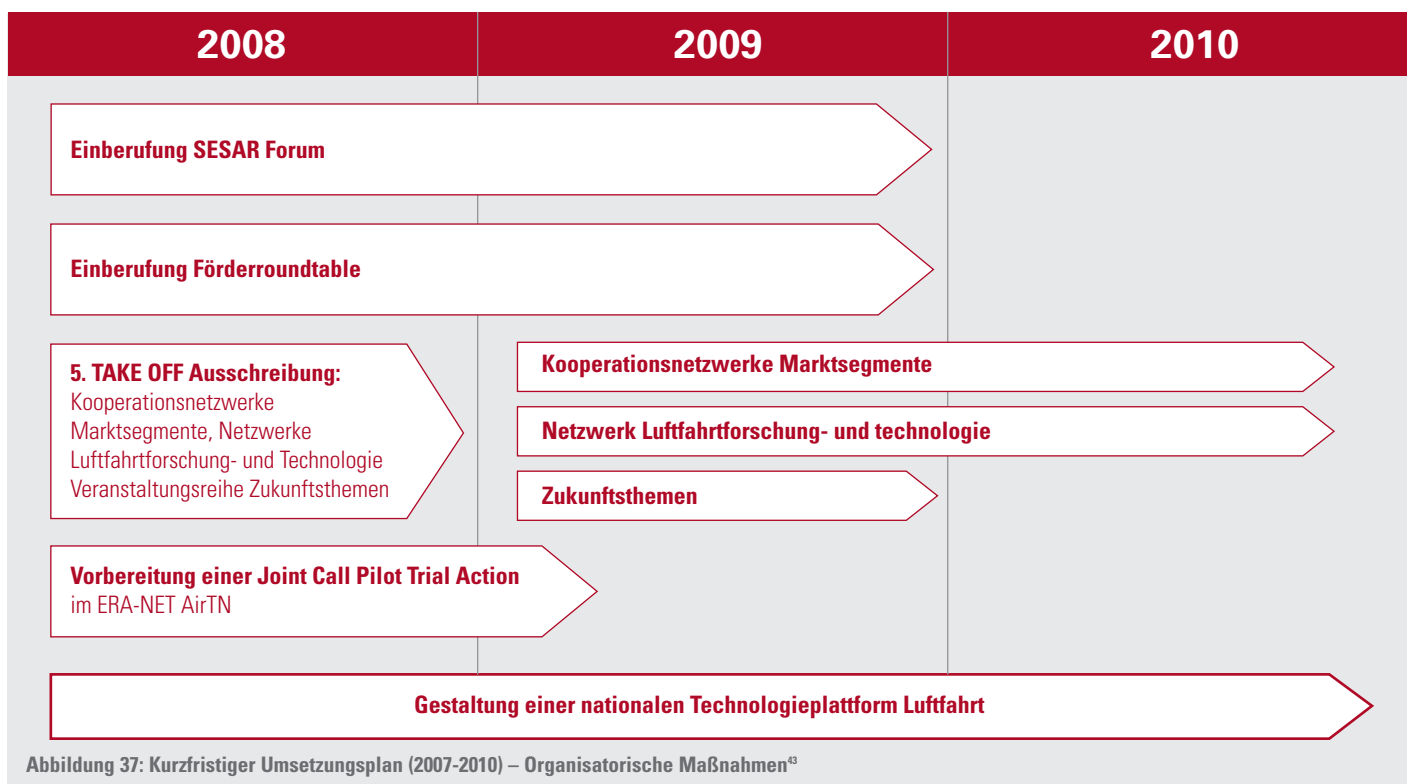 2008 2009 2010
Einberufung SESAR Forum
Einberufung Förderroundtable
5. TAKE OFF Ausschreibung:
Kooperationsnetzwerke
Marktsegmente, Netzwerke
Luftfahrtforschung- und Technologie
Veranstaltungsreihe Zukunftsthemen
Kooperationsnetzwerke Marktsegmente
Netzwerk Luftfahrtforschung- und technologie
Zukunftsthemen
Vorbereitung einer Joint Call Pilot Trial Action
im ERA-NET AirTN
Gestaltung einer nationalen Technologieplattform Luftfahrt
Abbildung 37: Kurzfristiger Umsetzungsplan (2007-2010) – Organisatorische Maßnahmen⁴³